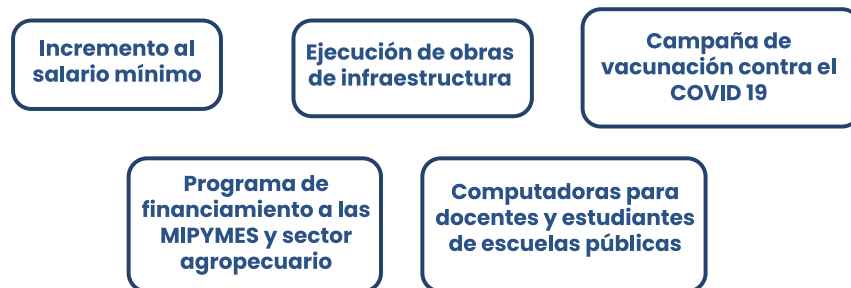 Incremento al
salario mínimo
Ejecución de obras
de infraestructura
Campaña de
vacunación contra el
COVID 19
Programa de
financiamiento a las
MIPYMES y sector
agropecuario
Computadoras para
docentes y estudiantes
de escuelas públicas